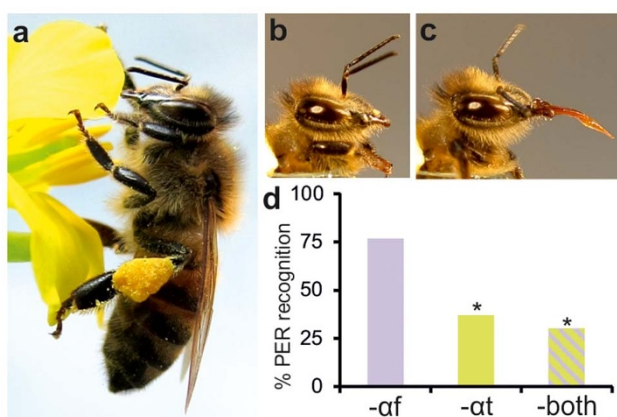 a
b
c
d
% PER recognition
100
75
50
25
0
*
*
-αf
-αt
-both